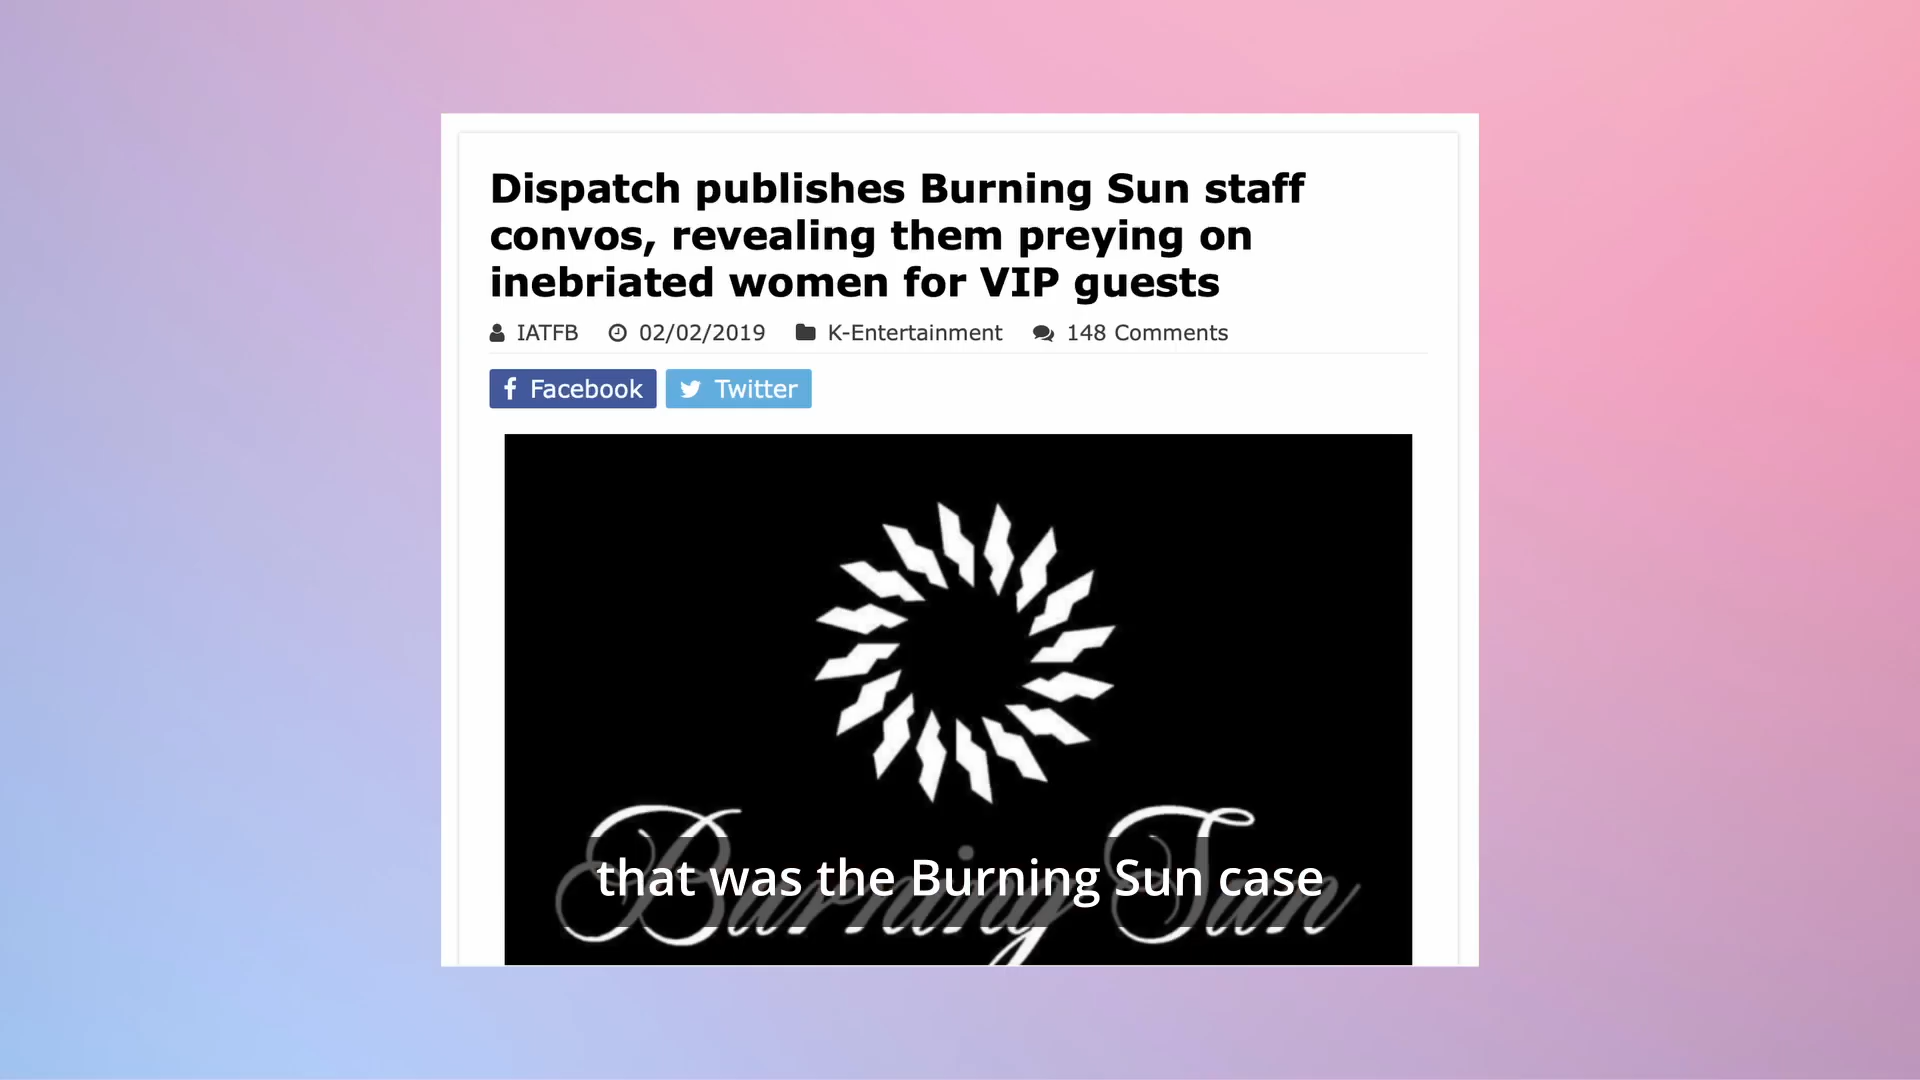 Dispatch publishes Burning Sun staff
convos, revealing them preying on
inebriated women for VIP guests
IATFB 02/02/2019 K-Entertainment 148 Comments
Facebook Twitter
Burning Sun
that was the Burning Sun case